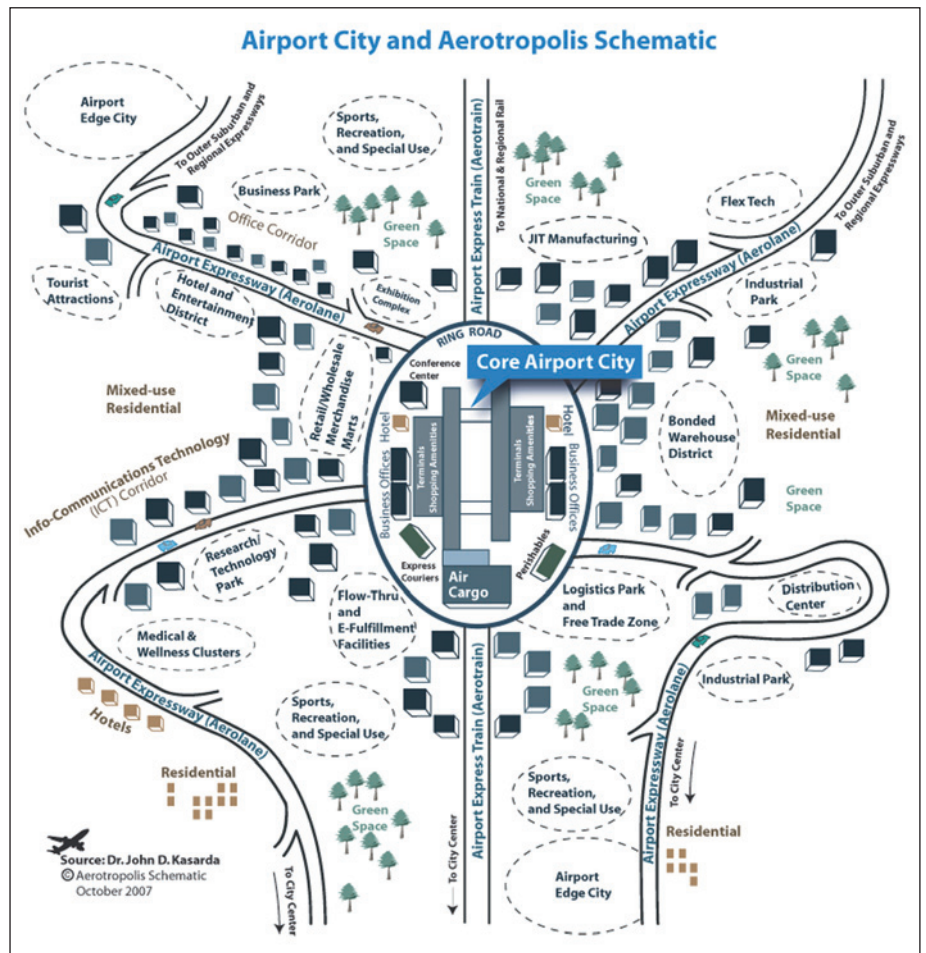 Airport City and Aerotropolis Schematic
Airport
Edge City
To Outer Suburban and
Regional Expressways
Sports,
Recreation,
and Special Use
Airport Express Train (Aerotrain)
To National & Regional Rail
Green
Space
To Outer Suburban and
Regional Expressways
Business Park
Office Corridor
Green
Space
Flex Tech
JIT Manufacturing
Airport Expressway (Aerolane)
Airport Expressway (Aerolane)
Tourist
Attractions
Hotel and
Entertainment
District
Exhibition
Complex
Industrial
Park
RING ROAD
Core Airport City
Conference
Center
Green
Space
Mixed-use
Residential
Retail/Wholesale
Merchandise
Marts
Hotel
Hotel
Terminals
Shopping Amenities
Terminals
Shopping Amenities
Business Offices
Business Offices
Bonded
Warehouse
District
Mixed-use
Residential
Info-Communications Technology
(ICT) Corridor
Green
Space
Research/
Technology
Park
Express
Couriers
Perishables
Air
Cargo
Flow-Thru
and
E-Fulfillment
Facilities
Logistics Park
and
Free Trade Zone
Distribution
Center
Medical &
Wellness Clusters
Airport Expressway (Aerolane)
Hotels
Sports,
Recreation,
and Special Use
Airport Express Train (Aerotrain)
Green
Space
Industrial Park
Airport Expressway (Aerolane)
To City Center
Residential
Green
Space
Sports,
Recreation,
and Special Use
Residential
Source: Dr. John D. Kasarda
© Aerotropolis Schematic
October 2007
To City Center
To City Center
Airport
Edge City